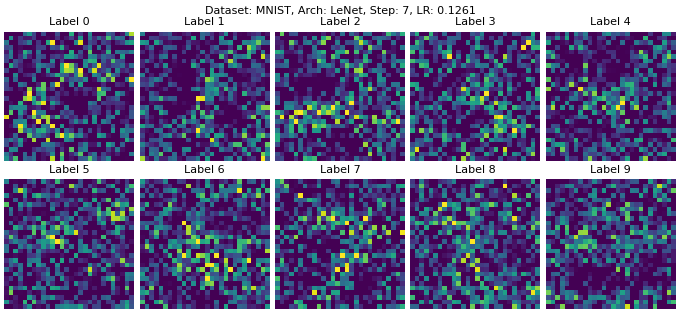 Dataset: MNIST, Arch: LeNet, Step: 7, LR: 0.1261
Label 0
Label 1
Label 2
Label 3
Label 4
Label 5
Label 6
Label 7
Label 8
Label 9